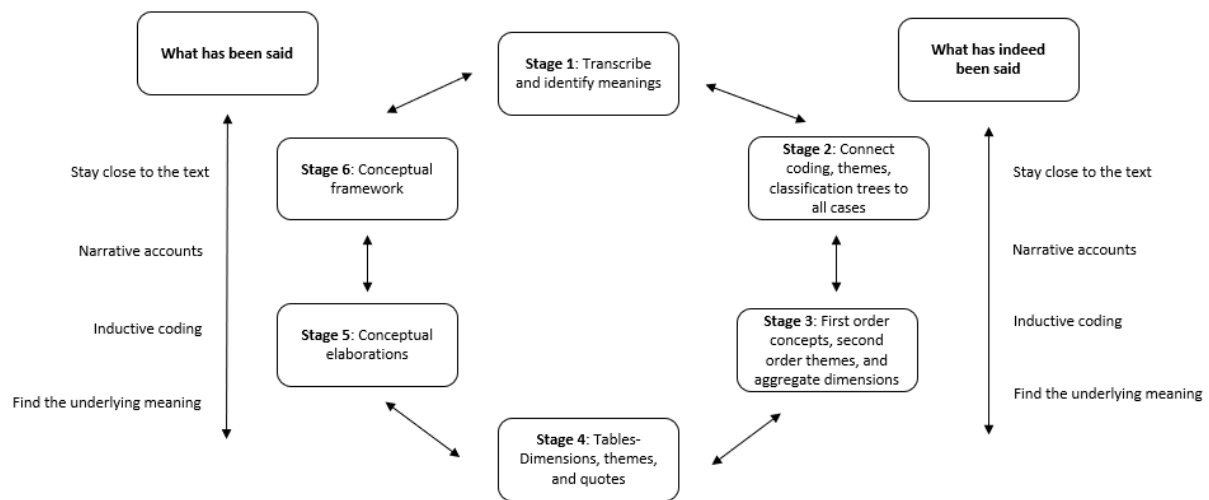 What has been said
What has indeed
been said
Stage 1: Transcribe
and identify meanings
Stage 6: Conceptual
framework
Stage 2: Connect
coding, themes,
classification trees to
all cases
Stay close to the text
Stay close to the text
Narrative accounts
Narrative accounts
Stage 5: Conceptual
elaborations
Stage 3: First order
concepts, second
order themes, and
aggregate dimensions
Inductive coding
Inductive coding
Find the underlying meaning
Find the underlying meaning
Stage 4: Tables-
Dimensions, themes,
and quotes